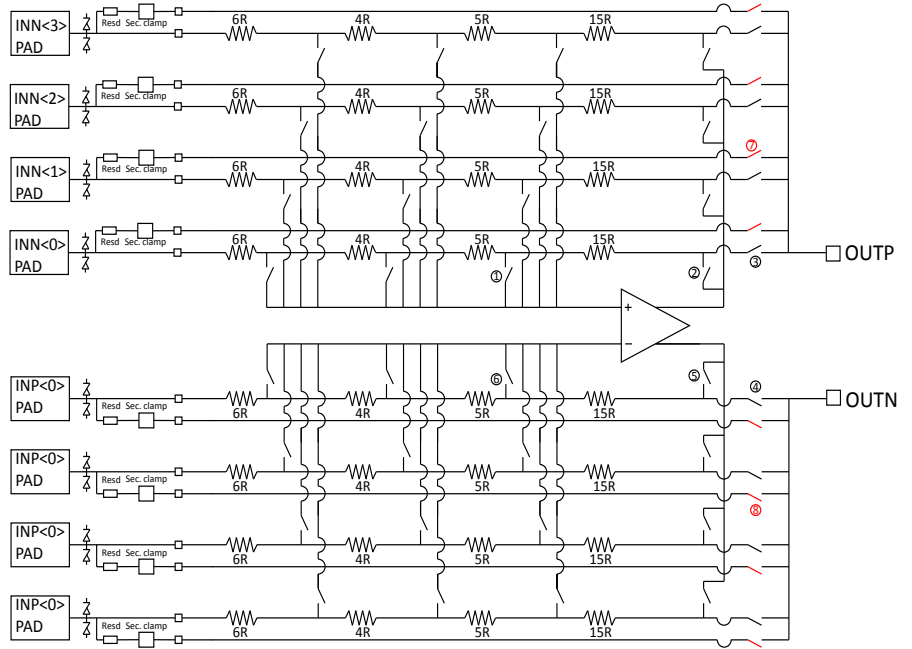 6R 4R 5R 15R
INN<3>
PAD
Resd Sec. clamp
6R 4R 5R 15R
INN<2>
PAD
Resd Sec. clamp
⑦
6R 4R 5R 15R
INN<1>
PAD
Resd Sec. clamp
6R 4R 5R 15R
INN<0>
PAD
Resd Sec. clamp
③
OUTP
① ②
+
−
⑥ ⑤ ④
INP<0>
PAD
OUTN
Resd Sec. clamp
6R 4R 5R 15R
INP<0>
PAD
Resd Sec. clamp
6R 4R 5R 15R
⑧
INP<0>
PAD
Resd Sec. clamp
6R 4R 5R 15R
INP<0>
PAD
Resd Sec. clamp
6R 4R 5R 15R